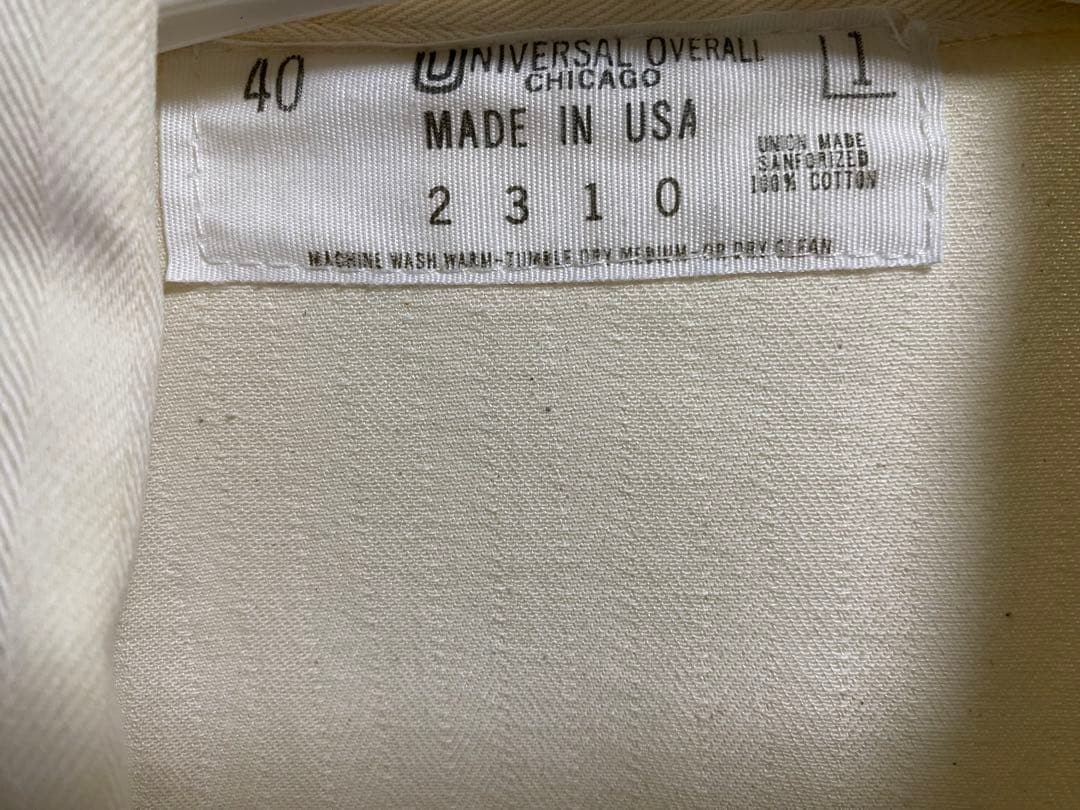 40
UNIVERSAL OVERALL
CHICAGO
L1
MADE IN USA
UNION MADE
SANFORIZED
100% COTTON
2 3 1 0
MACHINE WASH WARM-TUMBLE DRY MEDIUM-OR DRY CLEAN